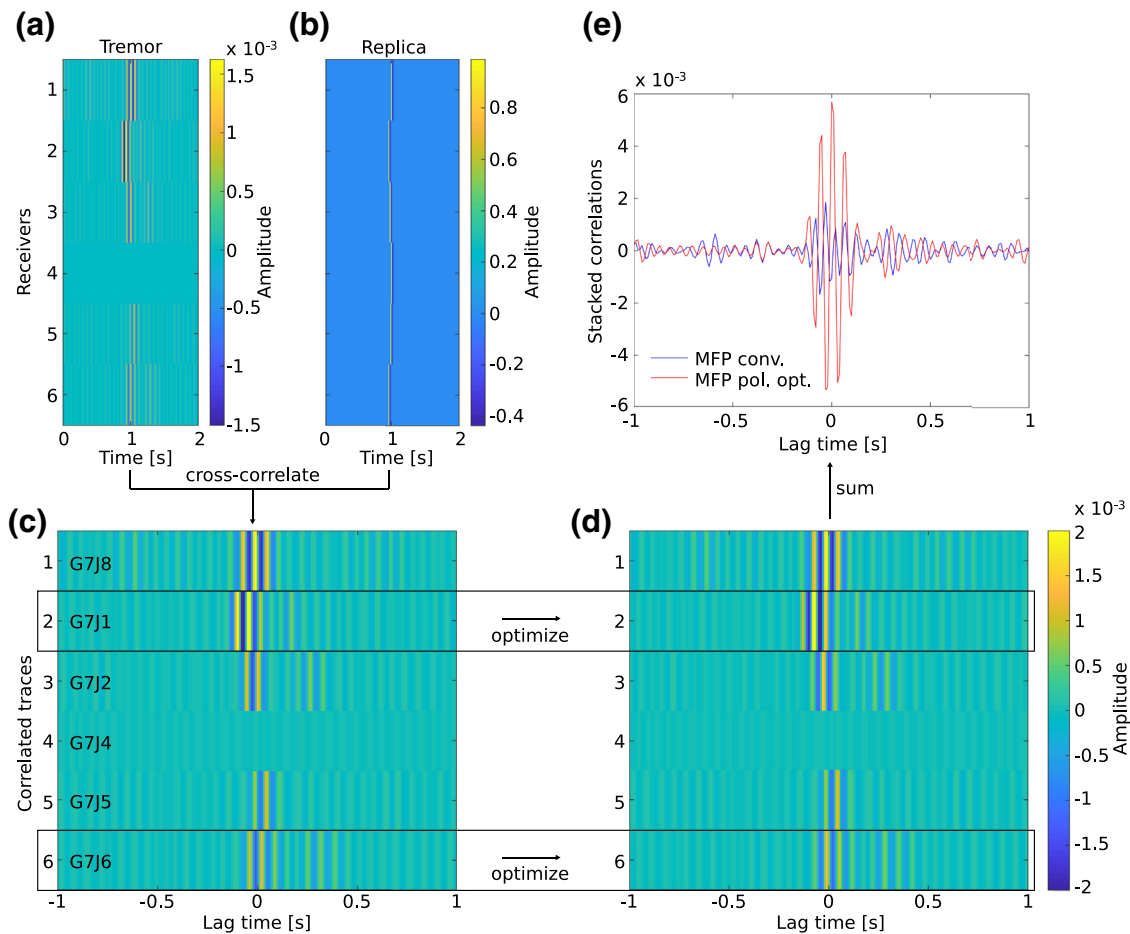 (a)
Tremor
x 10-3
Receivers
1
2
3
4
5
6
0
1
2
Time [s]
1.5
1
0.5
0
-0.5
-1
-1.5
Amplitude
(b)
Replica
0
1
2
Time [s]
0.8
0.6
0.4
0.2
0
-0.2
-0.4
Amplitude
cross-correlate
(e)
x 10-3
Stacked correlations
6
4
2
0
-2
-4
-6
MFP conv.
MFP pol. opt.
-1
-0.5
0
0.5
1
Lag time [s]
sum
(c)
Correlated traces
1 G7J8
2 G7J1
3 G7J2
4 G7J4
5 G7J5
6 G7J6
-1
-0.5
0
0.5
1
Lag time [s]
optimize
optimize
(d)
1
2
3
4
5
6
-1
-0.5
0
0.5
1
Lag time [s]
x 10-3
2
1.5
1
0.5
0
-0.5
-1
-1.5
-2
Amplitude